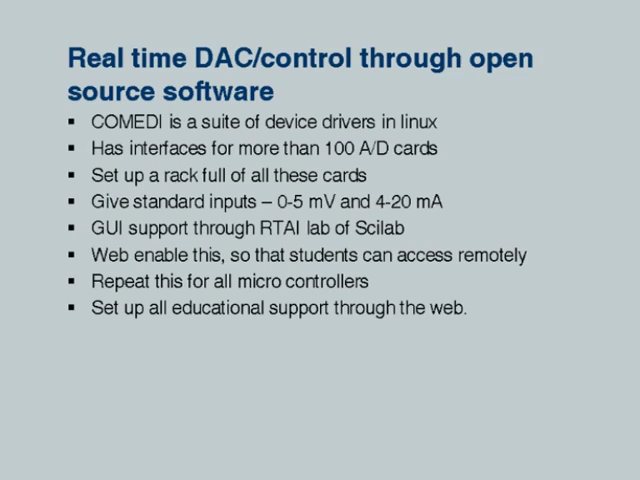 Real time DAC/control through open
source software
▪ COMEDI is a suite of device drivers in linux
▪ Has interfaces for more than 100 A/D cards
▪ Set up a rack full of all these cards
▪ Give standard inputs – 0-5 mV and 4-20 mA
▪ GUI support through RTAI lab of Scilab
▪ Web enable this, so that students can access remotely
▪ Repeat this for all micro controllers
▪ Set up all educational support through the web.